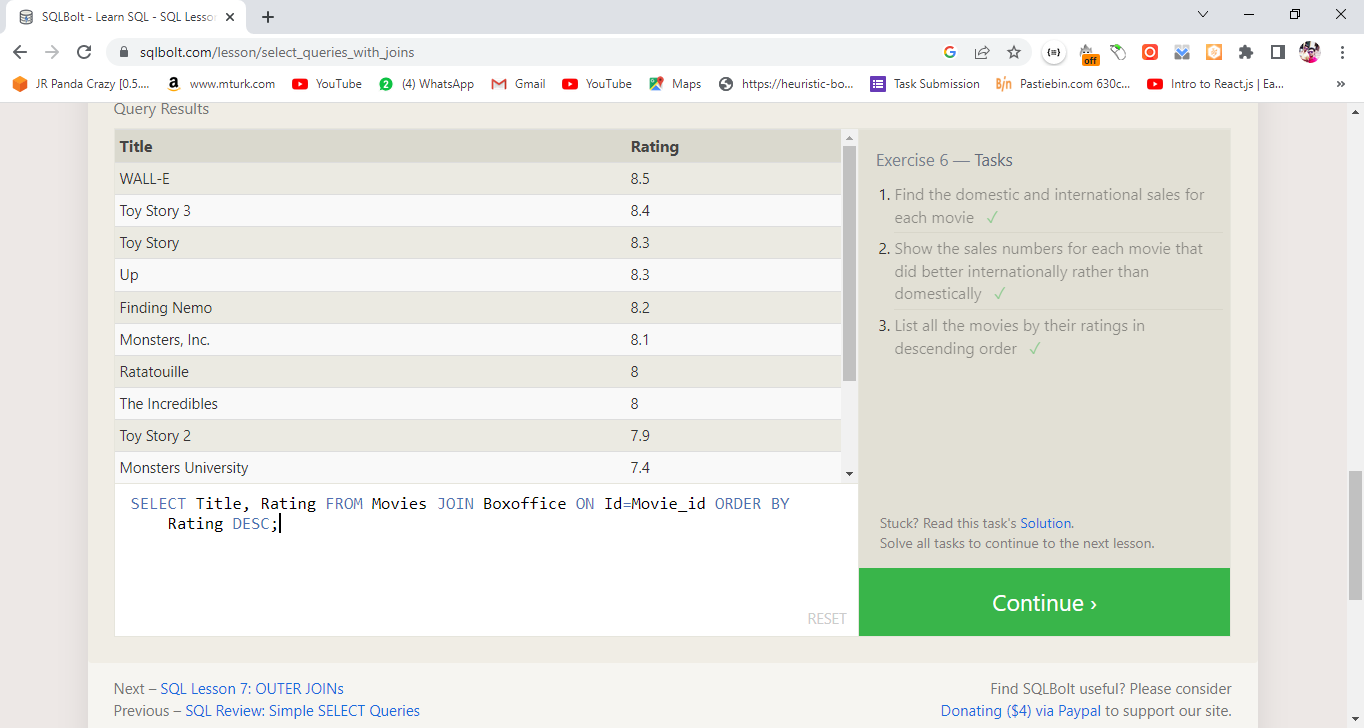 SQLBolt - Learn SQL - SQL Lesso
sqlbolt.com/lesson/select_queries_with_joins
off
JR Panda Crazy [0.5....
www.mturk.com
YouTube
2 (4) WhatsApp
Gmail
YouTube
Maps
https://heuristic-bo...
Task Submission
Pastiebin.com 630c...
Intro to React.js | Ea...
»
Query Results
Title Rating
WALL-E 8.5
Toy Story 3 8.4
Toy Story 8.3
Up 8.3
Finding Nemo 8.2
Monsters, Inc. 8.1
Ratatouille 8
The Incredibles 8
Toy Story 2 7.9
Monsters University 7.4
SELECT Title, Rating FROM Movies JOIN Boxoffice ON Id=Movie_id ORDER BY
Rating DESC;
RESET
Exercise 6 — Tasks
1. Find the domestic and international sales for
each movie ✓
2. Show the sales numbers for each movie that
did better internationally rather than
domestically ✓
3. List all the movies by their ratings in
descending order ✓
Stuck? Read this task's Solution.
Solve all tasks to continue to the next lesson.
Continue ›
Next – SQL Lesson 7: OUTER JOINs
Previous – SQL Review: Simple SELECT Queries
Find SQLBolt useful? Please consider
Donating ($4) via Paypal to support our site.